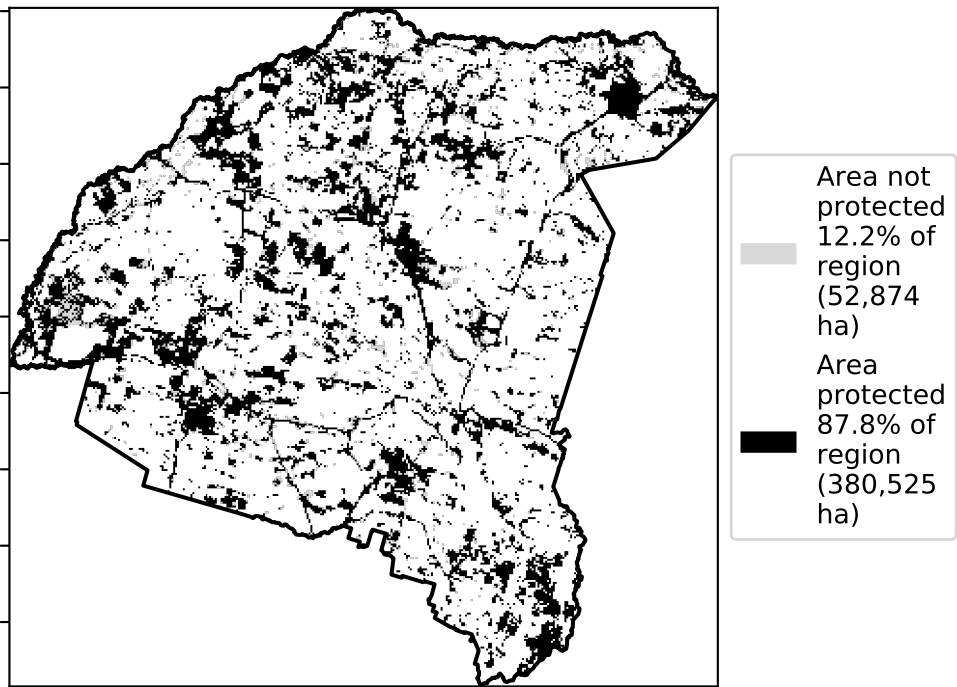 Area not
protected
12.2% of
region
(52,874
ha)
Area
protected
87.8% of
region
(380,525
ha)